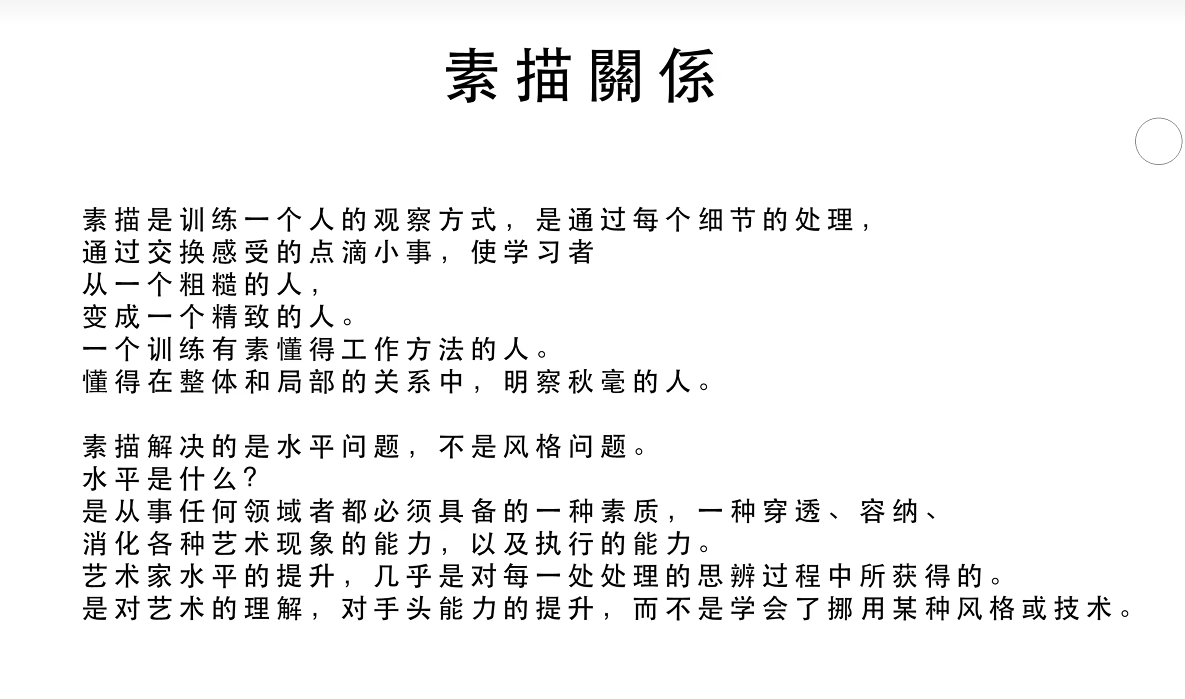 素描關係
素描是训练一个人的观察方式，是通过每个细节的处理，
通过交换感受的点滴小事，使学习者
从一个粗糙的人，
变成一个精致的人。
一个训练有素懂得工作方法的人。
懂得在整体和局部的关系中，明察秋毫的人。
素描解决的是水平问题，不是风格问题。
水平是什么？
是从事任何领域者都必须具备的一种素质，一种穿透、容纳、
消化各种艺术现象的能力，以及执行的能力。
艺术家水平的提升，几乎是对每一处处理的思辨过程中所获得的。
是对艺术的理解，对手头能力的提升，而不是学会了挪用某种风格或技术。